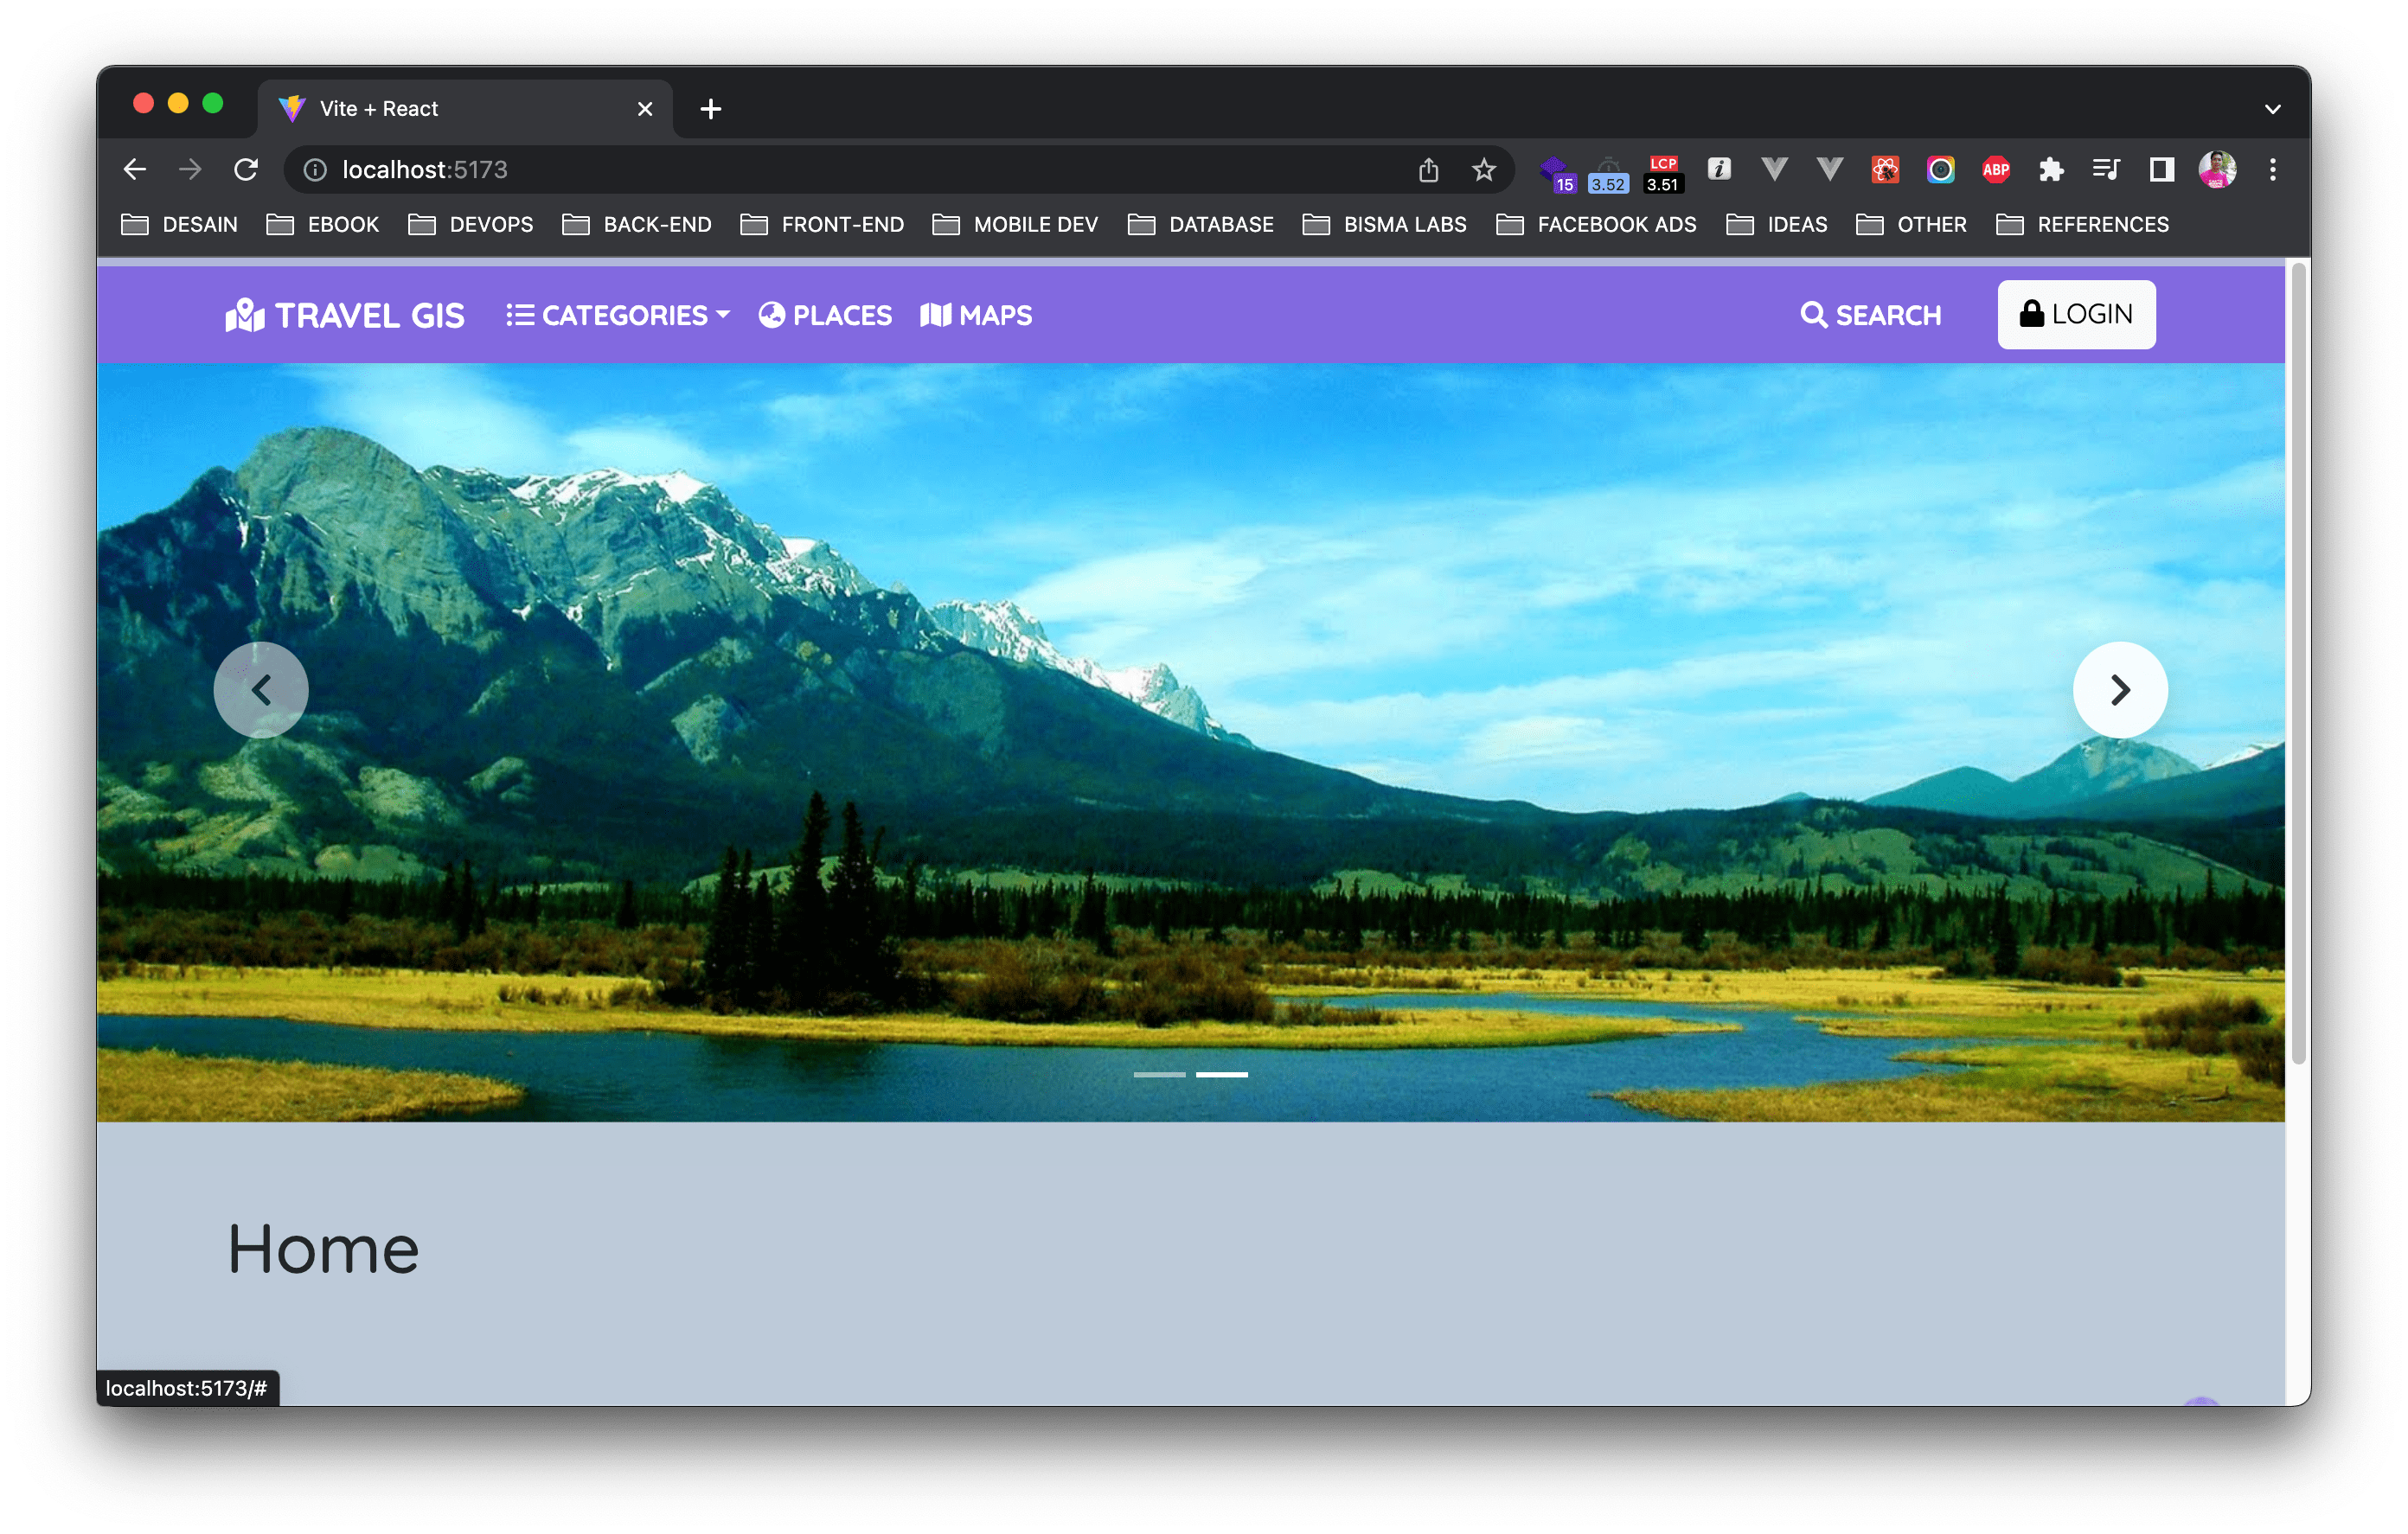 Vite + React
localhost:5173
15 3.52 LCP 3.51 i ABP
DESAIN EBOOK DEVOPS BACK-END FRONT-END MOBILE DEV DATABASE BISMA LABS FACEBOOK ADS IDEAS OTHER REFERENCES
TRAVEL GIS CATEGORIES PLACES MAPS SEARCH LOGIN
Home
localhost:5173/#